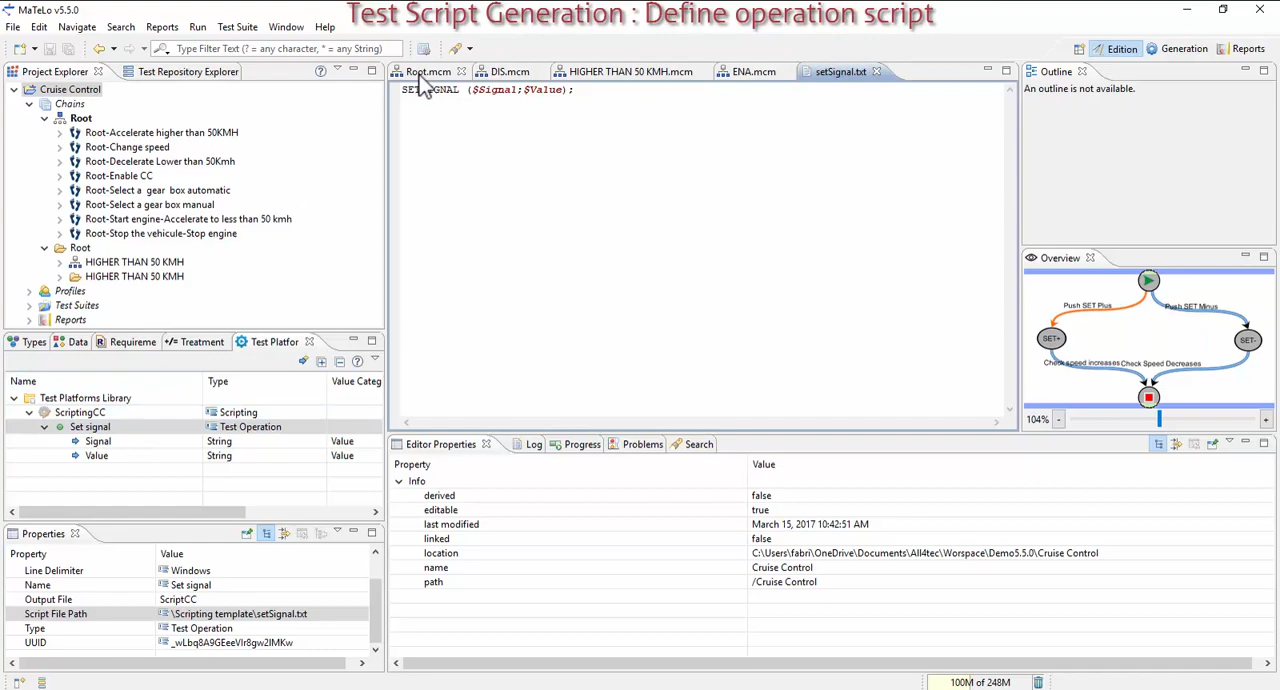 MaTeLo v5.5.0
Test Script Generation : Define operation script
File Edit Navigate Search Reports Run Test Suite Window Help
Type Filter Text (? = any character, * = any String)
Edition Generation Reports
Project Explorer Test Repository Explorer
Root.mcm DIS.mcm HIGHER THAN 50 KMH.mcm ENA.mcm setSignal.txt
Outline
Cruise Control
Chains
Root
Root-Accelerate higher than 50KMH
Root-Change speed
Root-Decelerate Lower than 50Kmh
Root-Enable CC
Root-Select a gear box automatic
Root-Select a gear box manual
Root-Start engine-Accelerate to less than 50 kmh
Root-Stop the vehicule-Stop engine
Root
HIGHER THAN 50 KMH
HIGHER THAN 50 KMH
Profiles
Test Suites
Reports
($Signal;$Value);
An outline is not available.
Overview
Push SET Plus Push SET Minus
SET+ SET-
Check speed increases Check Speed Decreases
104% - +
Types Data Requireme Treatment Test Platfor
Name Type Value Categ
Test Platforms Library
ScriptingCC Scripting
Set signal Test Operation
Signal String Value
Value String Value
Properties
Property Value
Line Delimiter Windows
Name Set signal
Output File ScriptCC
Script File Path \Scripting template\setSignal.txt
Type Test Operation
UUID
Editor Properties Log Progress Problems Search
Property Value
Info
derived false
editable true
last modified March 15, 2017 10:42:51 AM
linked false
location C:\Users\fabri\OneDrive\Documents\All4tec\Worspace\Demo5.5.0\Cruise Control
name Cruise Control
path /Cruise Control
100M of 248M